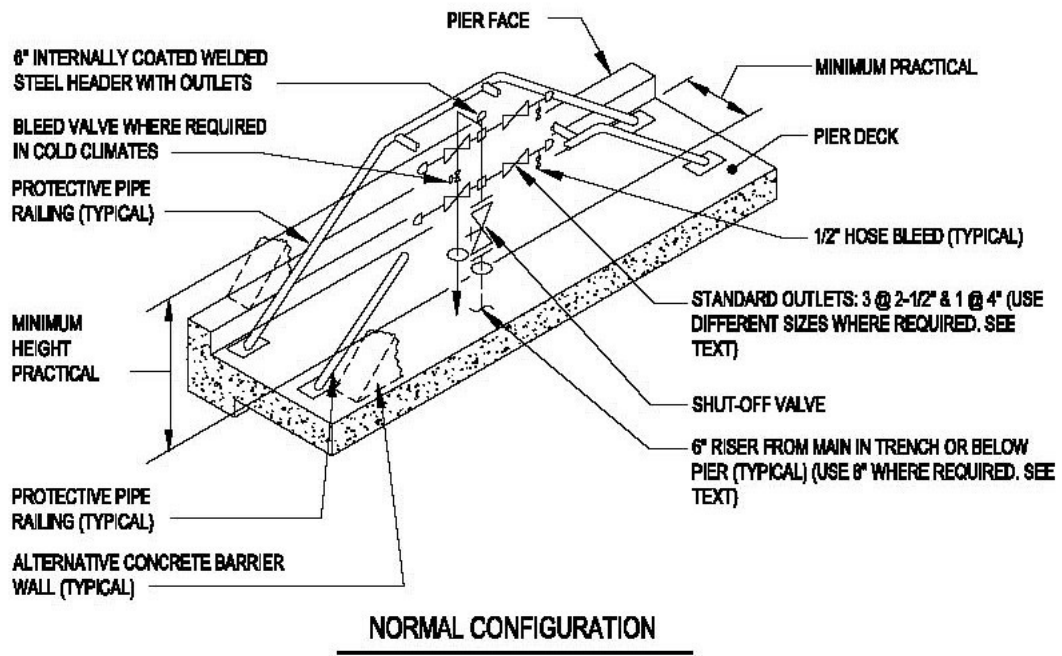 PIER FACE
6" INTERNALLY COATED WELDED
STEEL HEADER WITH OUTLETS
MINIMUM PRACTICAL
BLEED VALVE WHERE REQUIRED
IN COLD CLIMATES
PIER DECK
PROTECTIVE PIPE
RAILING (TYPICAL)
1/2" HOSE BLEED (TYPICAL)
STANDARD OUTLETS: 3 @ 2-1/2" & 1 @ 4" (USE
DIFFERENT SIZES WHERE REQUIRED. SEE
TEXT)
MINIMUM
HEIGHT
PRACTICAL
SHUT-OFF VALVE
6" RISER FROM MAIN IN TRENCH OR BELOW
PIER (TYPICAL) (USE 8" WHERE REQUIRED. SEE
TEXT)
PROTECTIVE PIPE
RAILING (TYPICAL)
ALTERNATIVE CONCRETE BARRIER
WALL (TYPICAL)
NORMAL CONFIGURATION